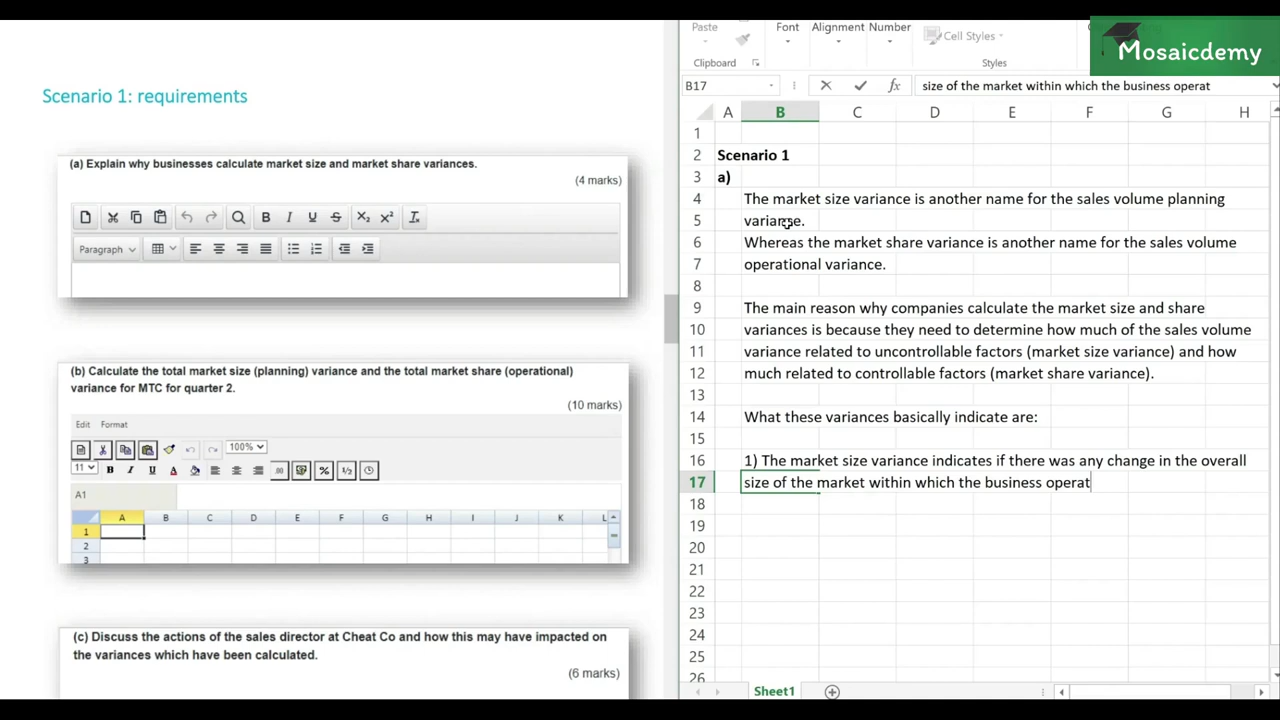 Mosaicdemy
Paste
Font
Alignment
Number
Cell Styles
Clipboard
Styles
B17
fx
size of the market within which the business operat
A B C D E F G H
Scenario 1: requirements
(a) Explain why businesses calculate market size and market share variances.
(4 marks)
B I U S X₂ X² Tx
Paragraph
(b) Calculate the total market size (planning) variance and the total market share (operational)
variance for MTC for quarter 2.
(10 marks)
Edit Format
100%
11 B I U A .00 % 1/2
A1
A B C D E F G H I J K L
1
2
3
(c) Discuss the actions of the sales director at Cheat Co and how this may have impacted on
the variances which have been calculated.
(6 marks)
1
2 Scenario 1
3 a)
4 The market size variance is another name for the sales volume planning
5 variance.
6 Whereas the market share variance is another name for the sales volume
7 operational variance.
8
9 The main reason why companies calculate the market size and share
10 variances is because they need to determine how much of the sales volume
11 variance related to uncontrollable factors (market size variance) and how
12 much related to controllable factors (market share variance).
13
14 What these variances basically indicate are:
15
16 1) The market size variance indicates if there was any change in the overall
17 size of the market within which the business operat
18
19
20
21
22
23
24
25
26
Sheet1